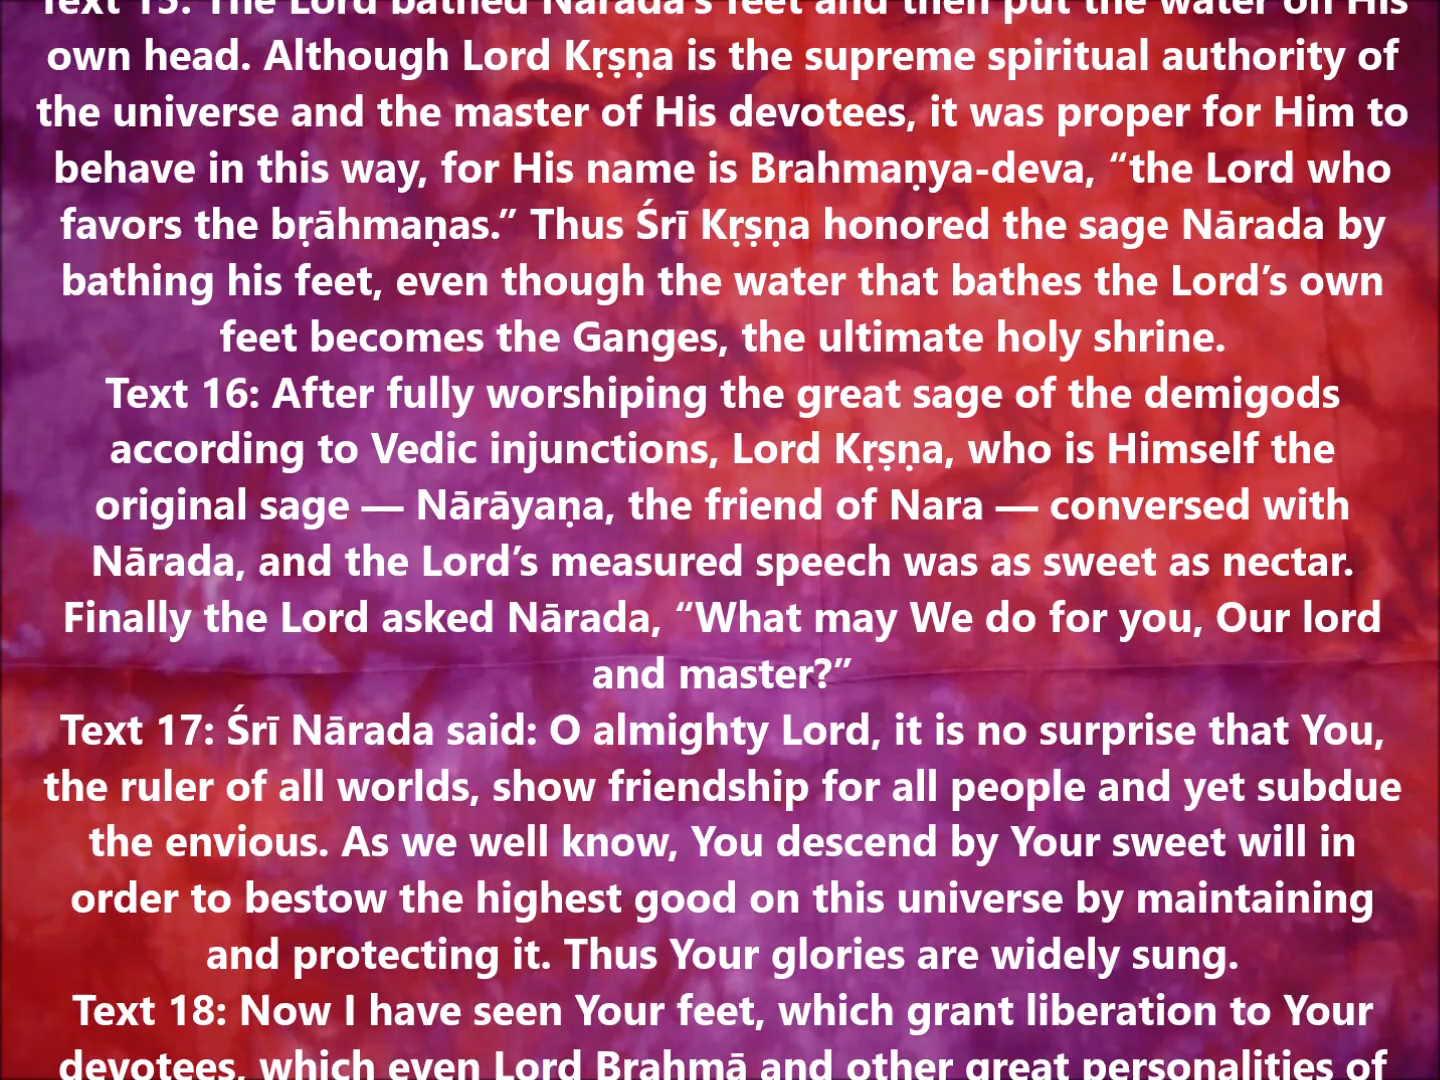 Text 15: The Lord bathed Nārada’s feet and then put the water on His
own head. Although Lord Kṛṣṇa is the supreme spiritual authority of
the universe and the master of His devotees, it was proper for Him to
behave in this way, for His name is Brahmaṇya-deva, “the Lord who
favors the bṛāhmaṇas.” Thus Śrī Kṛṣṇa honored the sage Nārada by
bathing his feet, even though the water that bathes the Lord’s own
feet becomes the Ganges, the ultimate holy shrine.
Text 16: After fully worshiping the great sage of the demigods
according to Vedic injunctions, Lord Kṛṣṇa, who is Himself the
original sage — Nārāyaṇa, the friend of Nara — conversed with
Nārada, and the Lord’s measured speech was as sweet as nectar.
Finally the Lord asked Nārada, “What may We do for you, Our lord
and master?”
Text 17: Śrī Nārada said: O almighty Lord, it is no surprise that You,
the ruler of all worlds, show friendship for all people and yet subdue
the envious. As we well know, You descend by Your sweet will in
order to bestow the highest good on this universe by maintaining
and protecting it. Thus Your glories are widely sung.
Text 18: Now I have seen Your feet, which grant liberation to Your
devotees, which even Lord Brahmā and other great personalities of